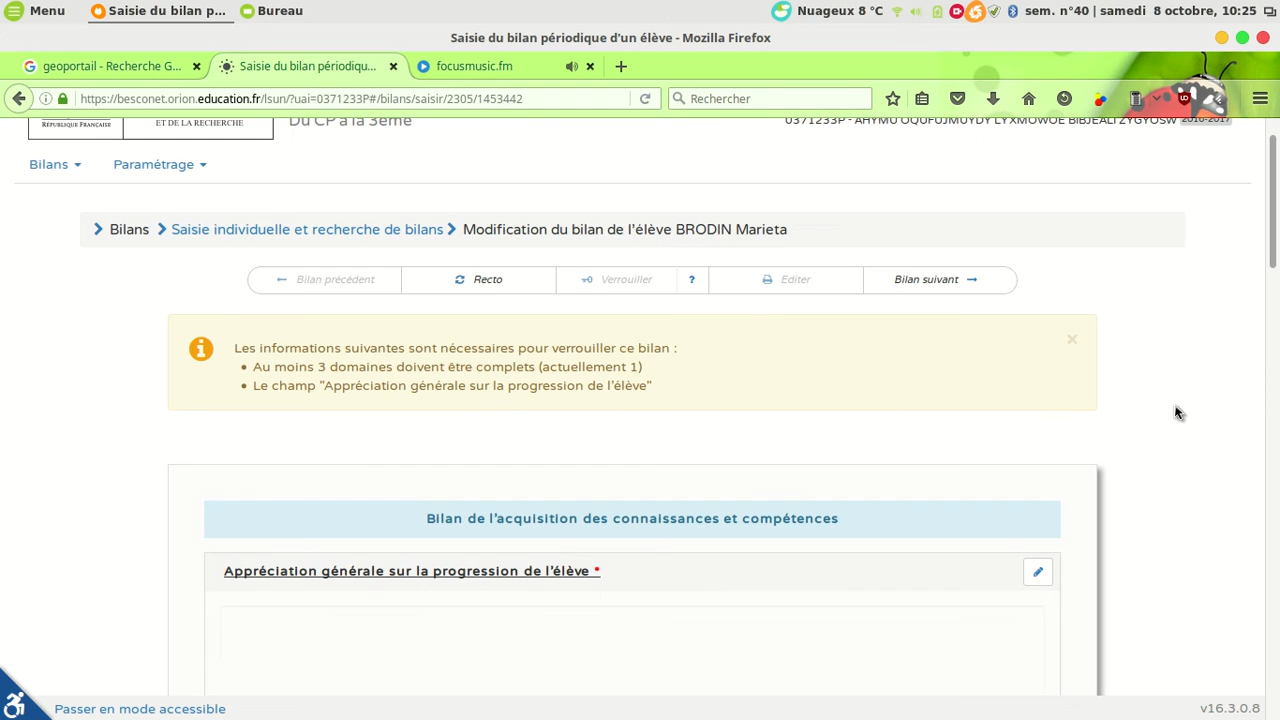 Menu
Saisie du bilan p...
Bureau
Nuageux 8 °C
sem. n°40 | samedi 8 octobre, 10:25
Saisie du bilan périodique d'un élève - Mozilla Firefox
geoportail - Recherche G...
Saisie du bilan périodiqu...
focusmusic.fm
https://besconet.orion.education.fr/lsun/?uai=0371233P#/bilans/saisir/2305/1453442
Rechercher
RÉPUBLIQUE FRANÇAISE
ET DE LA RECHERCHE
Du CP à la 3ème
2016-2017
Bilans
Paramétrage
Bilans
Saisie individuelle et recherche de bilans
Modification du bilan de l'élève BRODIN Marieta
Bilan précédent
Recto
Verrouiller
?
Editer
Bilan suivant
Les informations suivantes sont nécessaires pour verrouiller ce bilan :
Au moins 3 domaines doivent être complets (actuellement 1)
Le champ "Appréciation générale sur la progression de l'élève"
Bilan de l'acquisition des connaissances et compétences
Appréciation générale sur la progression de l'élève *
Passer en mode accessible
v16.3.0.8